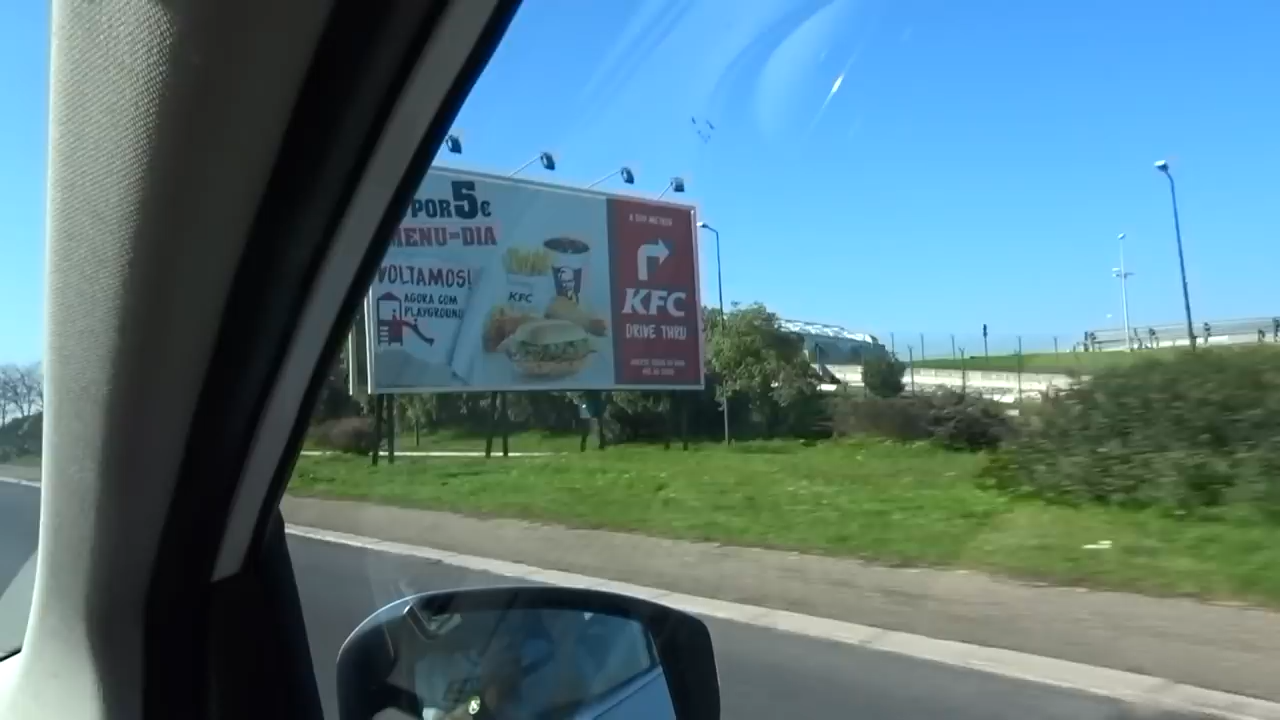 POR 5€
MENU=DIA
VOLTAMOS!
AGORA COM
PLAYGROUND
KFC
KFC
DRIVE THRU